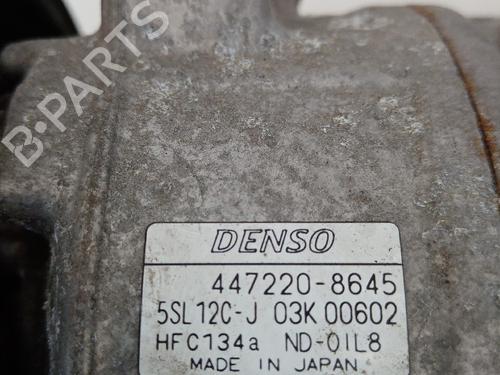 B-PARTS
DENSO
447220-8645
5SL12C-J 03K 00602
HFC134a ND-OIL8
MADE IN JAPAN